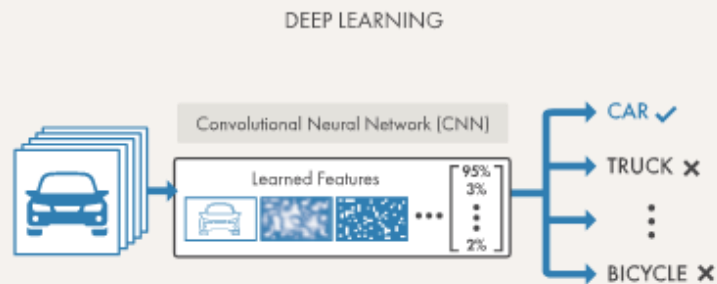 DEEP LEARNING
Convolutional Neural Network (CNN)
Learned Features
95%
3%
2%
CAR
TRUCK
BICYCLE